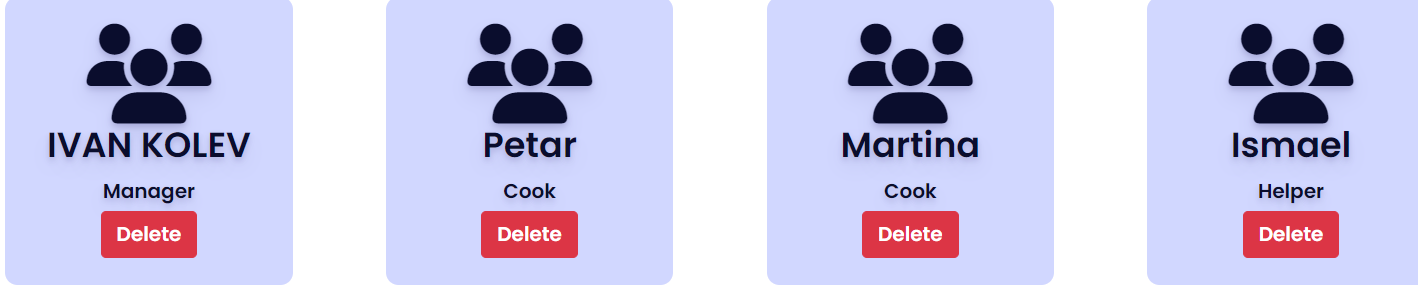 IVAN KOLEV
Manager
Delete
Petar
Cook
Delete
Martina
Cook
Delete
Ismael
Helper
Delete